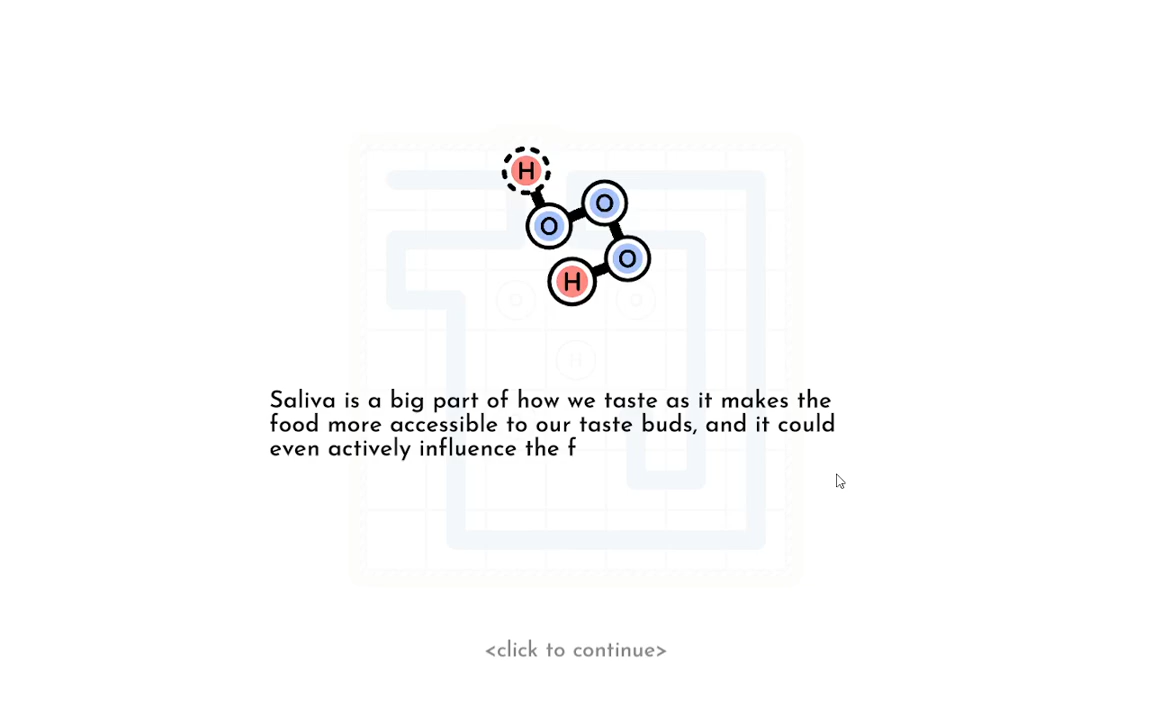 H
O
O
O
H
Saliva is a big part of how we taste as it makes the
food more accessible to our taste buds, and it could
even actively influence the f
<click to continue>